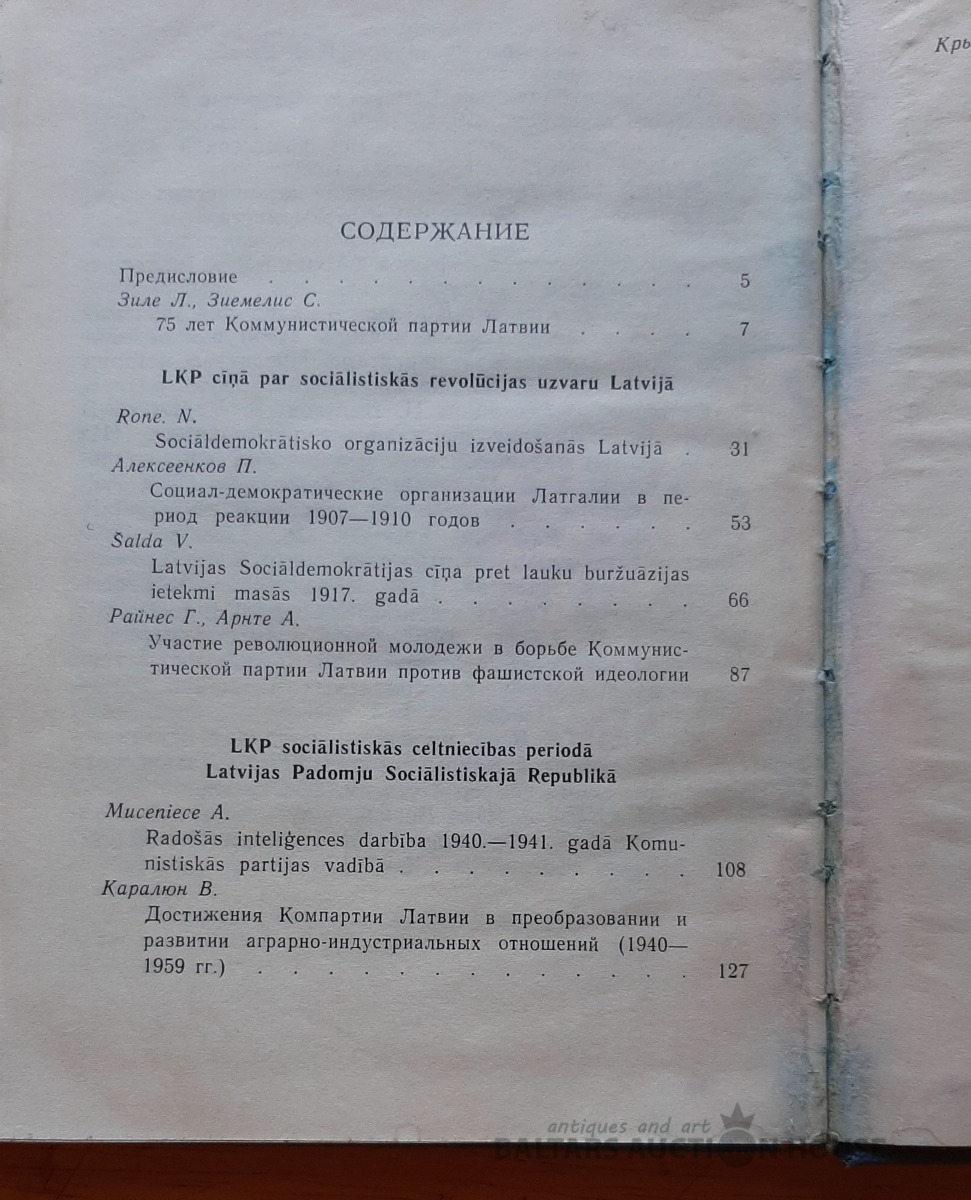 СОДЕРЖАНИЕ
Предисловие . . . . . . . . . . . . . 5
Зиле Л., Зиемелис С.
75 лет Коммунистической партии Латвии . . . . 7
LKP cīņā par sociālistiskās revolūcijas uzvaru Latvijā
Rone. N.
Sociāldemokrātisko organizāciju izveidošanās Latvijā . 31
Алексеенков П.
Социал-демократические организации Латгалии в пе-
риод реакции 1907—1910 годов . . . . . . 53
Šalda V.
Latvijas Sociāldemokrātijas cīņa pret lauku buržuāzijas
ietekmi masās 1917. gadā . . . . . . . . 66
Райнес Г., Арнте А.
Участие революционной молодежи в борьбе Коммунис-
тической партии Латвии против фашистской идеологии 87
LKP sociālistiskās celtniecības periodā
Latvijas Padomju Sociālistiskajā Republikā
Miceniece A.
Radošās inteliģences darbība 1940.—1941. gadā Komu-
nistiskās partijas vadībā . . . . . . . . . 108
Каралюн В.
Достижения Компартии Латвии в преобразовании и
развитии аграрно-индустриальных отношений (1940—
1959 гг.) . . . . . . . . . . . . 127
Кры
antiques and art
BALTARS AUCTION HOUSE